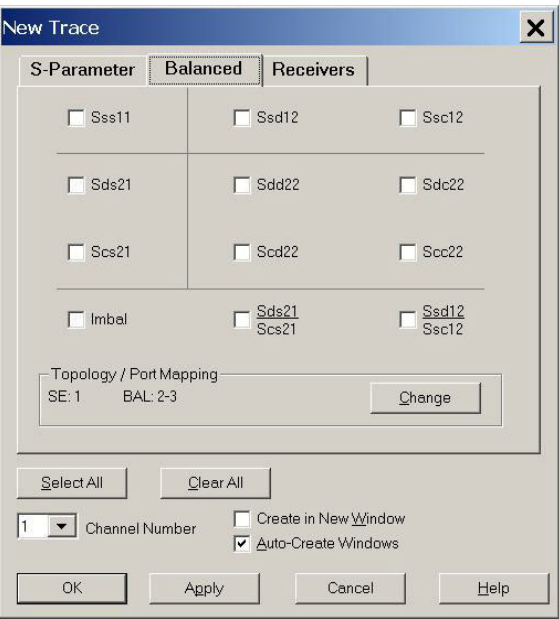 New Trace
S-Parameter Balanced Receivers
Sss11 Ssd12 Ssc12
Sds21 Sdd22 Sdc22
Scs21 Scd22 Scc22
Imbal Sds21 Ssd12
Scs21 Ssc12
Topology / Port Mapping
SE: 1 BAL: 2-3
Change
Select All Clear All
1 Channel Number
Create in New Window
Auto-Create Windows
OK Apply Cancel Help